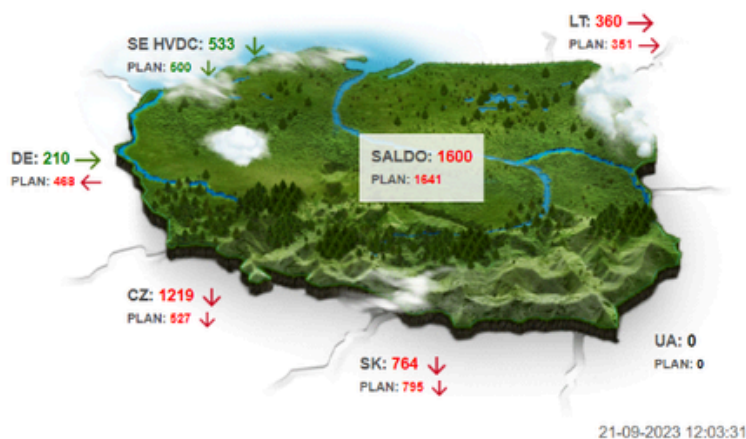 LT: 360
PLAN: 351
SE HVDC: 533
PLAN: 500
DE: 210
PLAN: 468
SALDO: 1600
PLAN: 1641
CZ: 1219
PLAN: 527
SK: 764
PLAN: 795
UA: 0
PLAN: 0
21-09-2023 12:03:31